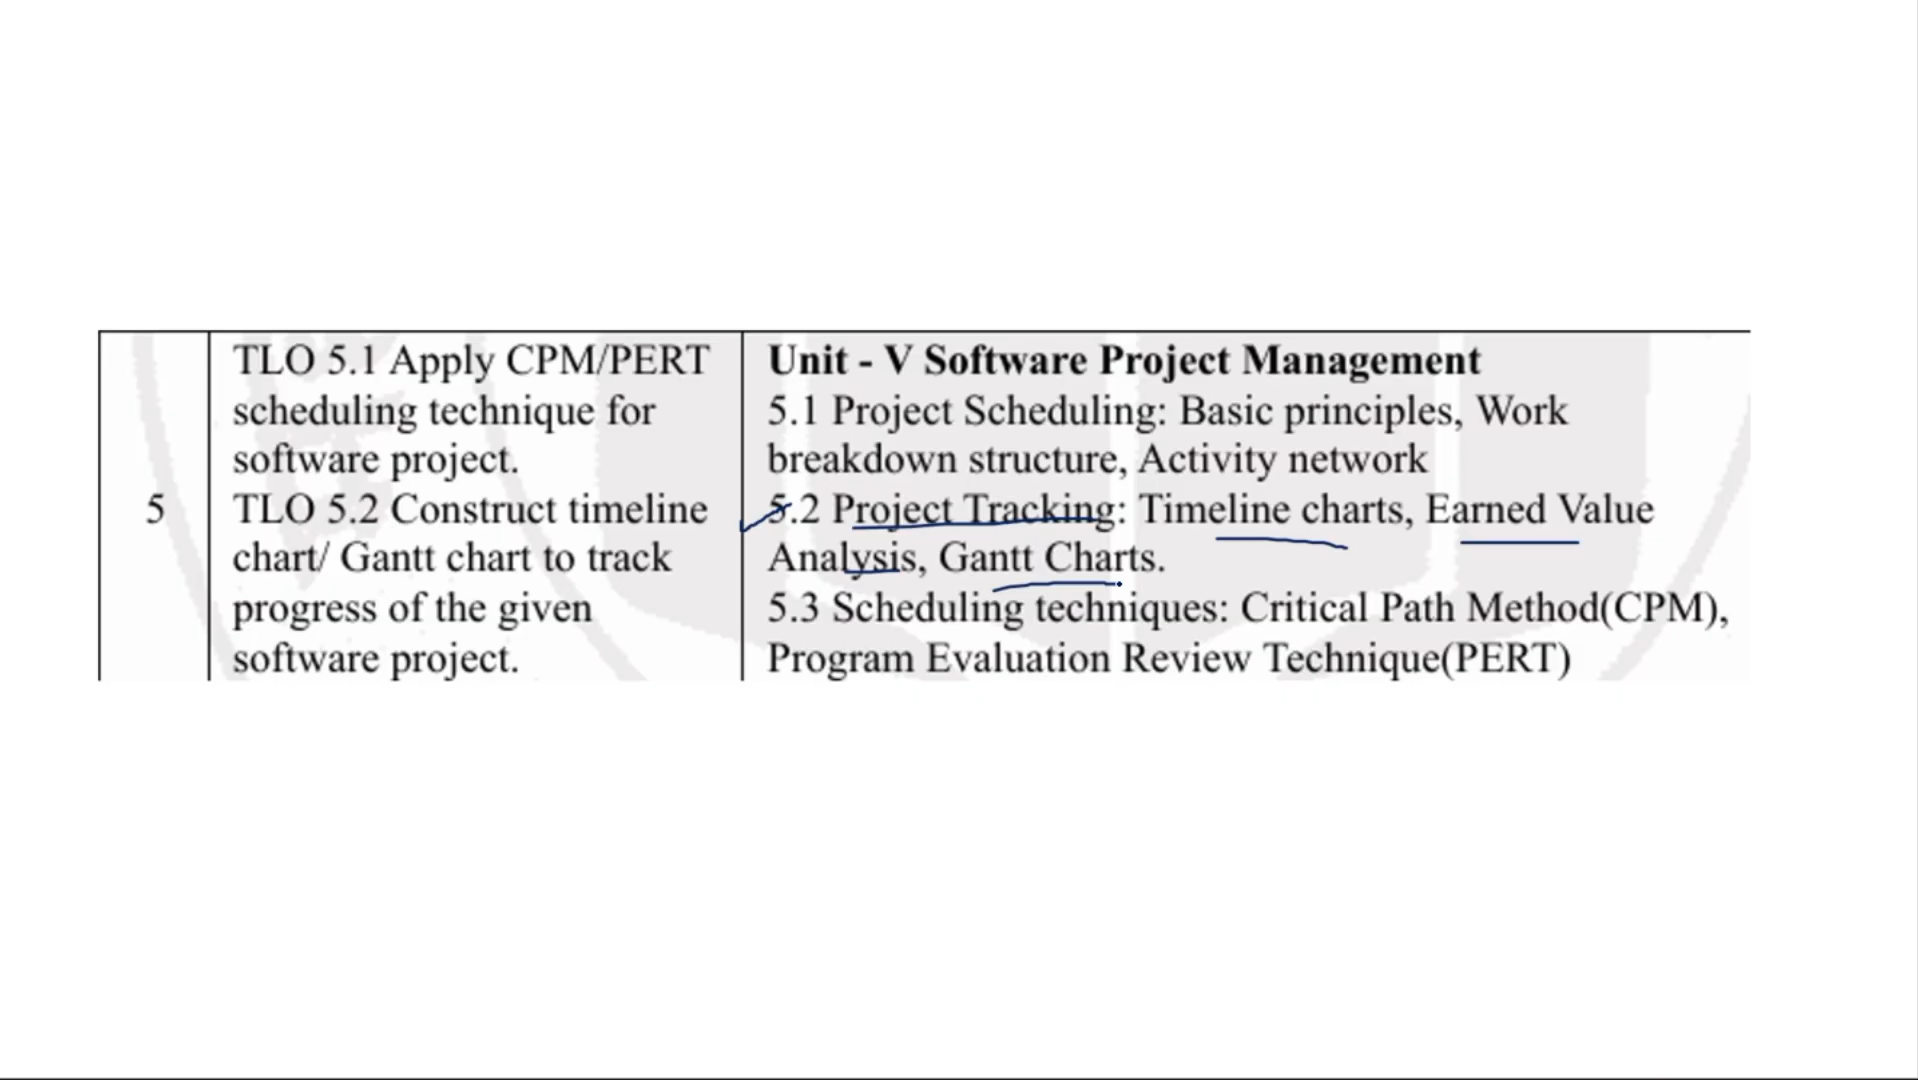 TLO 5.1 Apply CPM/PERT
scheduling technique for
software project.
5
TLO 5.2 Construct timeline
chart/ Gantt chart to track
progress of the given
software project.
Unit - V Software Project Management
5.1 Project Scheduling: Basic principles, Work
breakdown structure, Activity network
5.2 Project Tracking: Timeline charts, Earned Value
Analysis, Gantt Charts.
5.3 Scheduling techniques: Critical Path Method(CPM),
Program Evaluation Review Technique(PERT)